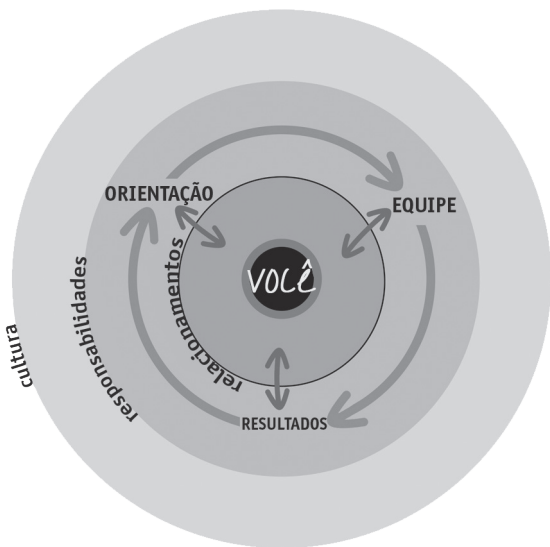 ORIENTAÇÃO
EQUIPE
VOCÊ
relacionamentos
responsabilidades
cultura
RESULTADOS